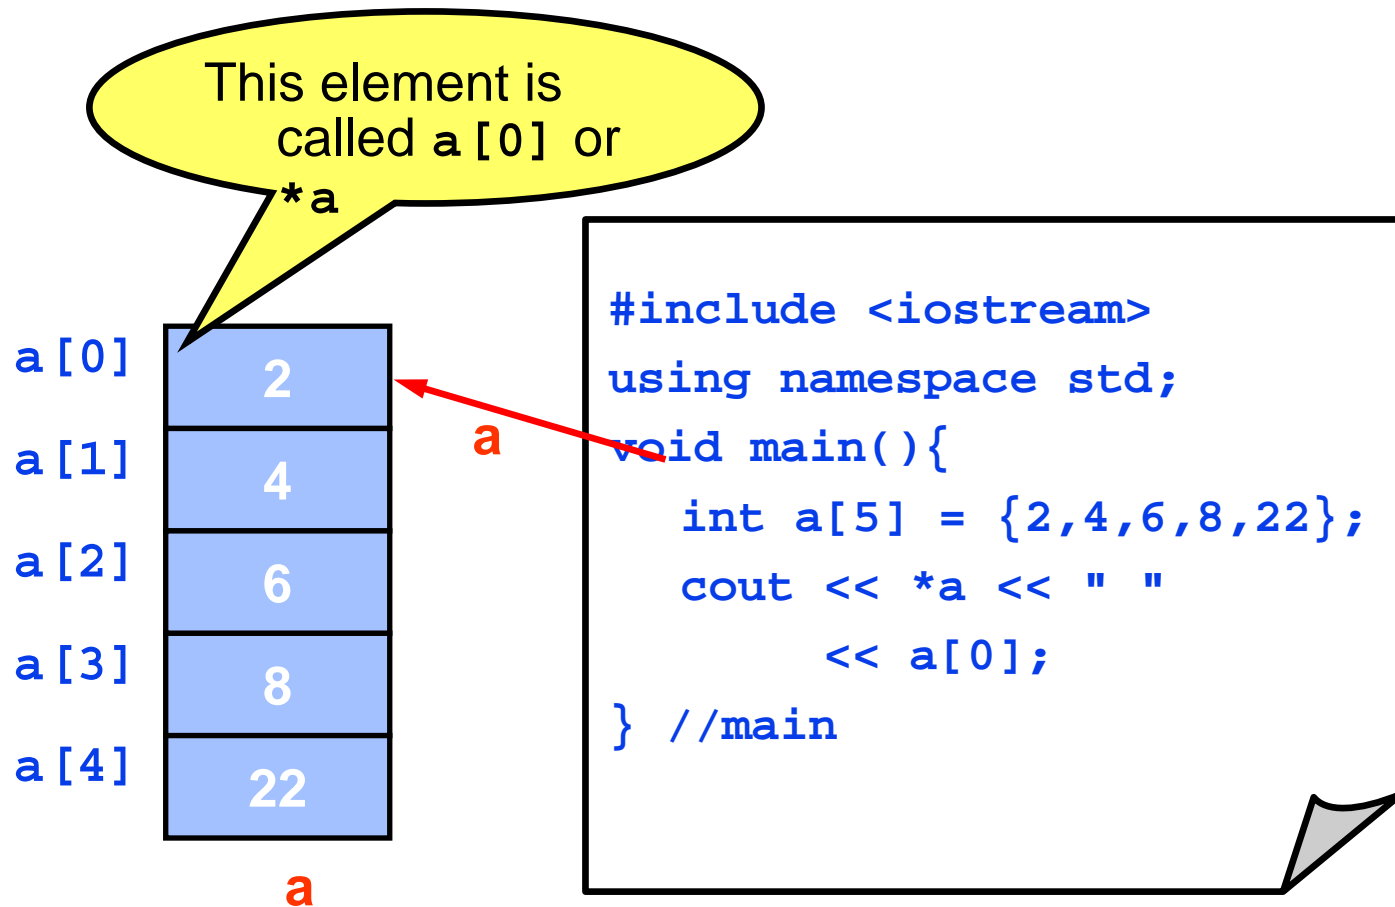 This element is
called a[0] or
*a
a[0]
2
a[1]
4
a[2]
6
a[3]
8
a[4]
22
a
a
#include <iostream>
using namespace std;
void main(){
int a[5] = {2,4,6,8,22};
cout << *a << " "
<< a[0];
} //main